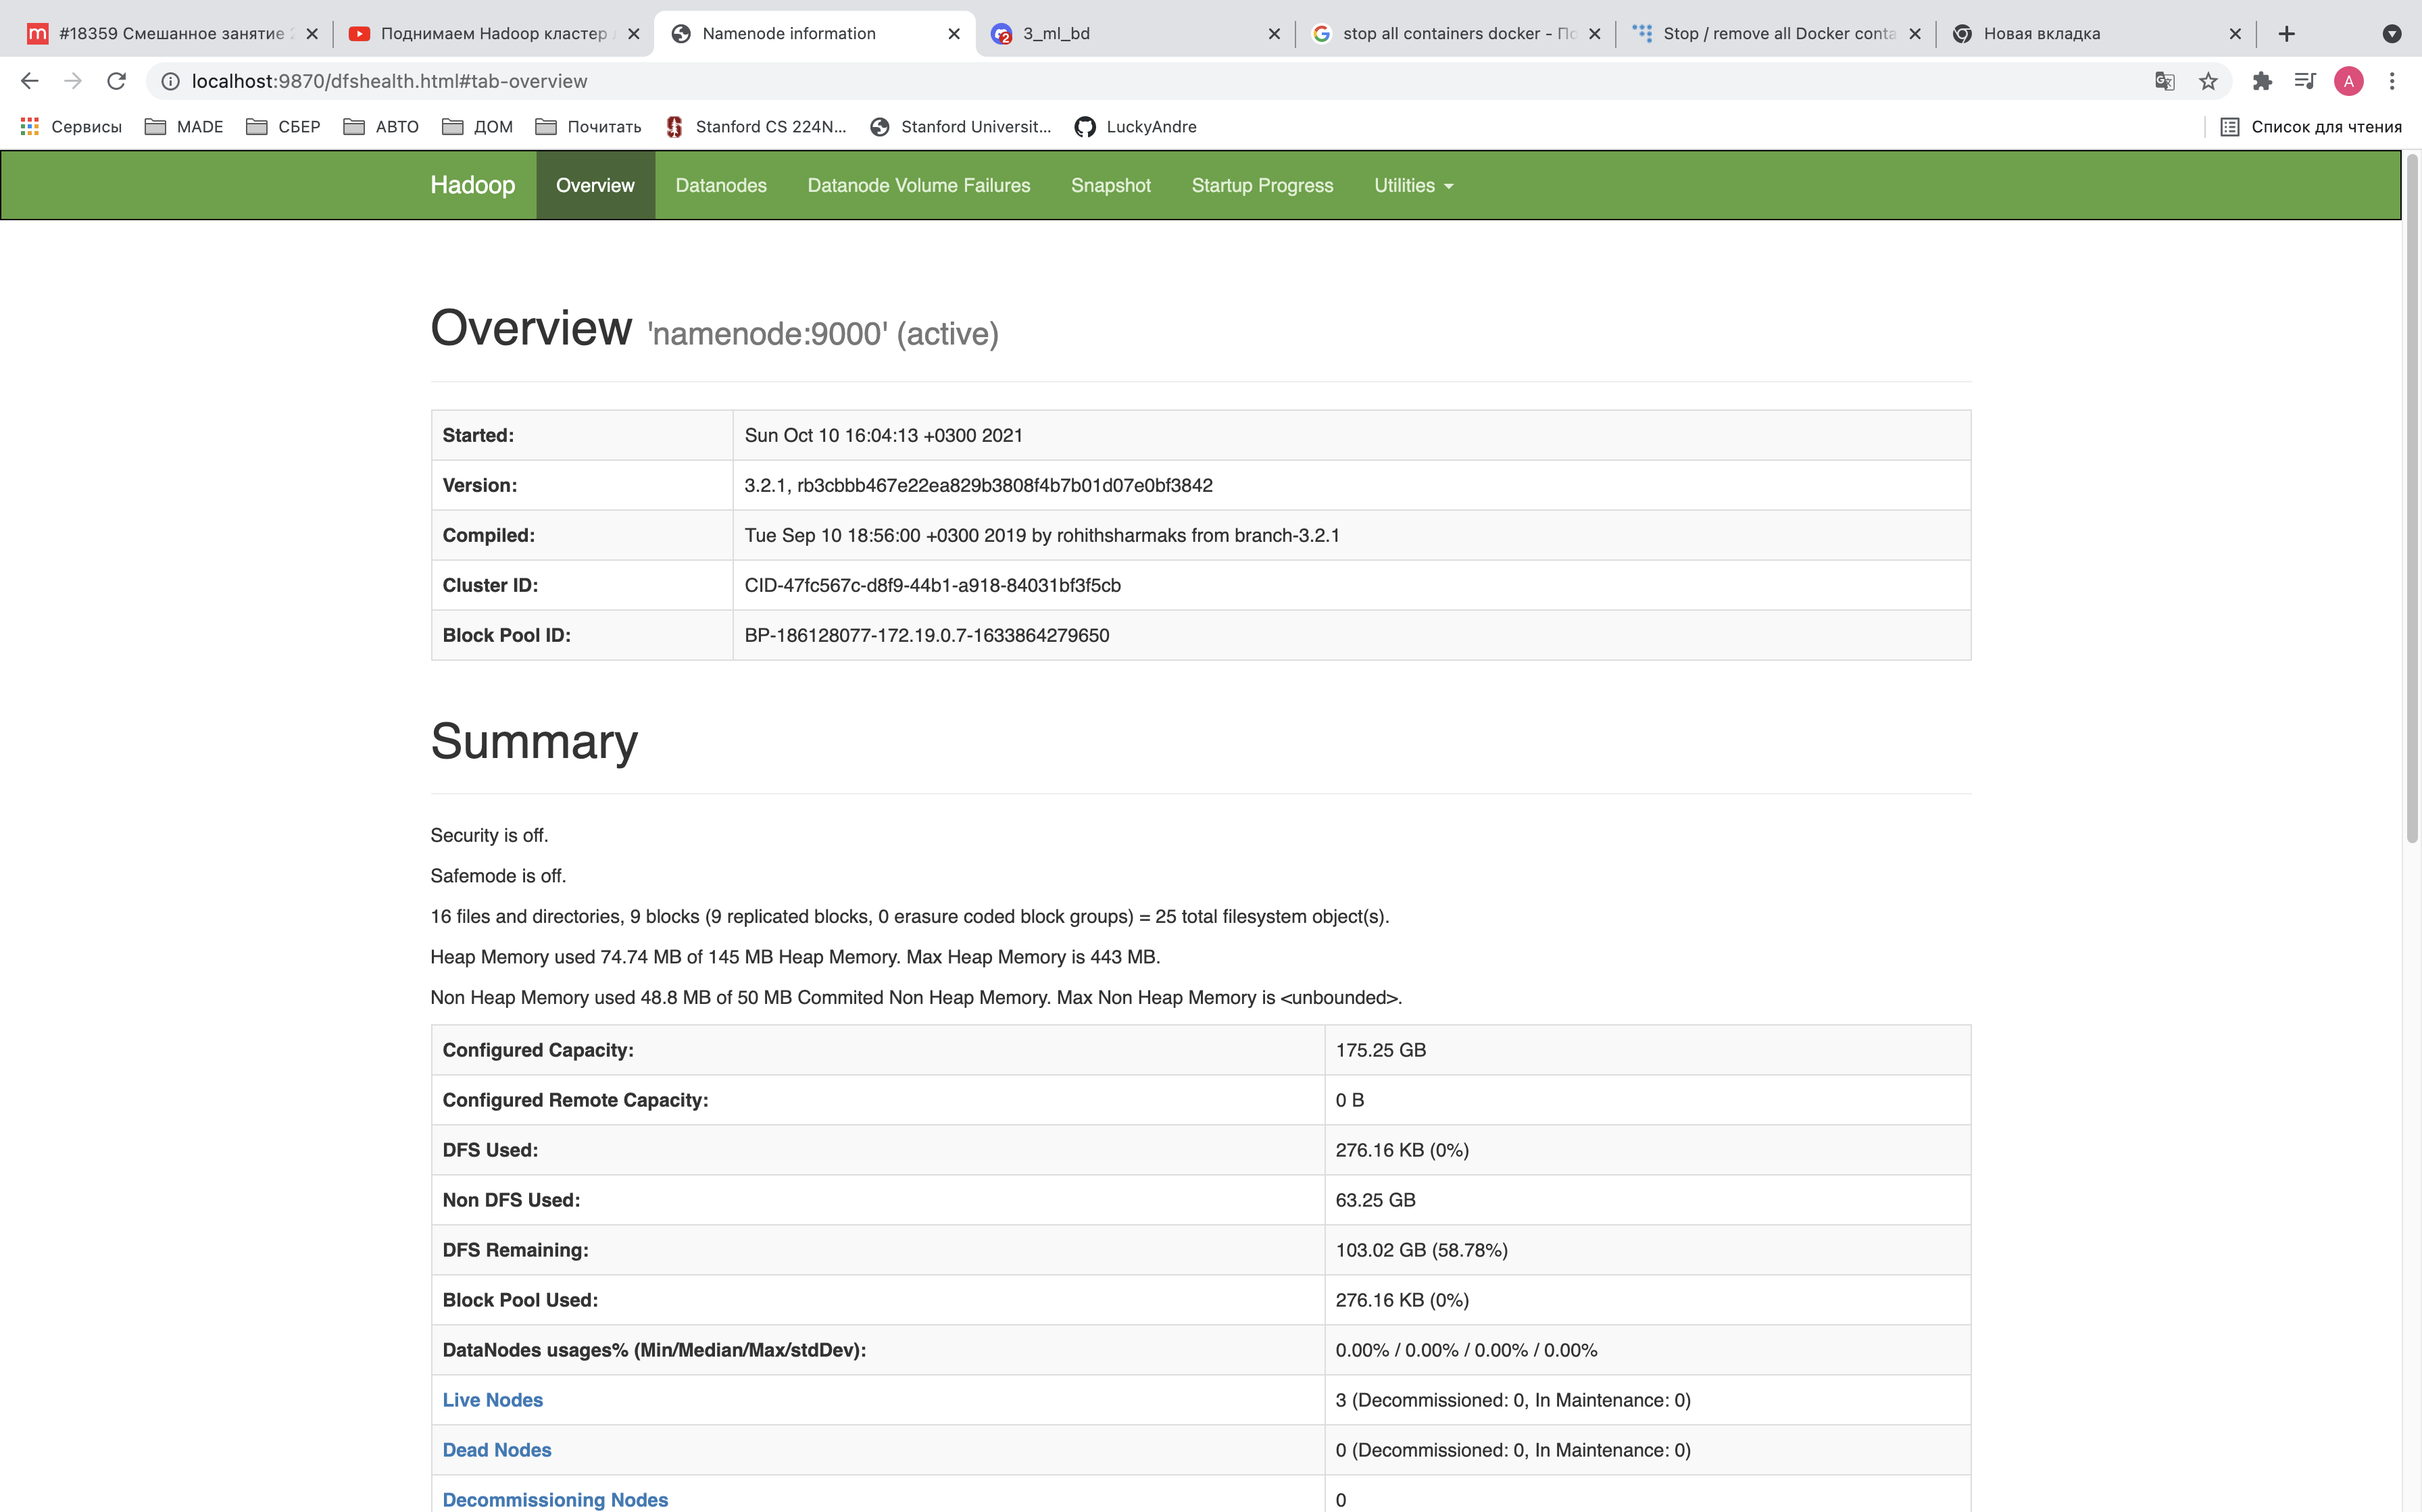 #18359 Смешанное занятие
Поднимаем Hadoop кластер
Namenode information
3_ml_bd
stop all containers docker - По
Stop / remove all Docker conta
Новая вкладка
localhost:9870/dfshealth.html#tab-overview
A
Сервисы
MADE
СБЕР
АВТО
ДОМ
Почитать
Stanford CS 224N...
Stanford Universit...
LuckyAndre
Список для чтения
Hadoop Overview Datanodes Datanode Volume Failures Snapshot Startup Progress Utilities
Overview 'namenode:9000' (active)
Started: Sun Oct 10 16:04:13 +0300 2021
Version: 3.2.1, rb3cbbb467e22ea829b3808f4b7b01d07e0bf3842
Compiled: Tue Sep 10 18:56:00 +0300 2019 by rohithsharmaks from branch-3.2.1
Cluster ID: CID-47fc567c-d8f9-44b1-a918-84031bf3f5cb
Block Pool ID: BP-186128077-172.19.0.7-1633864279650
Summary
Security is off.
Safemode is off.
16 files and directories, 9 blocks (9 replicated blocks, 0 erasure coded block groups) = 25 total filesystem object(s).
Heap Memory used 74.74 MB of 145 MB Heap Memory. Max Heap Memory is 443 MB.
Non Heap Memory used 48.8 MB of 50 MB Commited Non Heap Memory. Max Non Heap Memory is <unbounded>.
Configured Capacity: 175.25 GB
Configured Remote Capacity: 0 B
DFS Used: 276.16 KB (0%)
Non DFS Used: 63.25 GB
DFS Remaining: 103.02 GB (58.78%)
Block Pool Used: 276.16 KB (0%)
DataNodes usages% (Min/Median/Max/stdDev): 0.00% / 0.00% / 0.00% / 0.00%
Live Nodes 3 (Decommissioned: 0, In Maintenance: 0)
Dead Nodes 0 (Decommissioned: 0, In Maintenance: 0)
Decommissioning Nodes 0